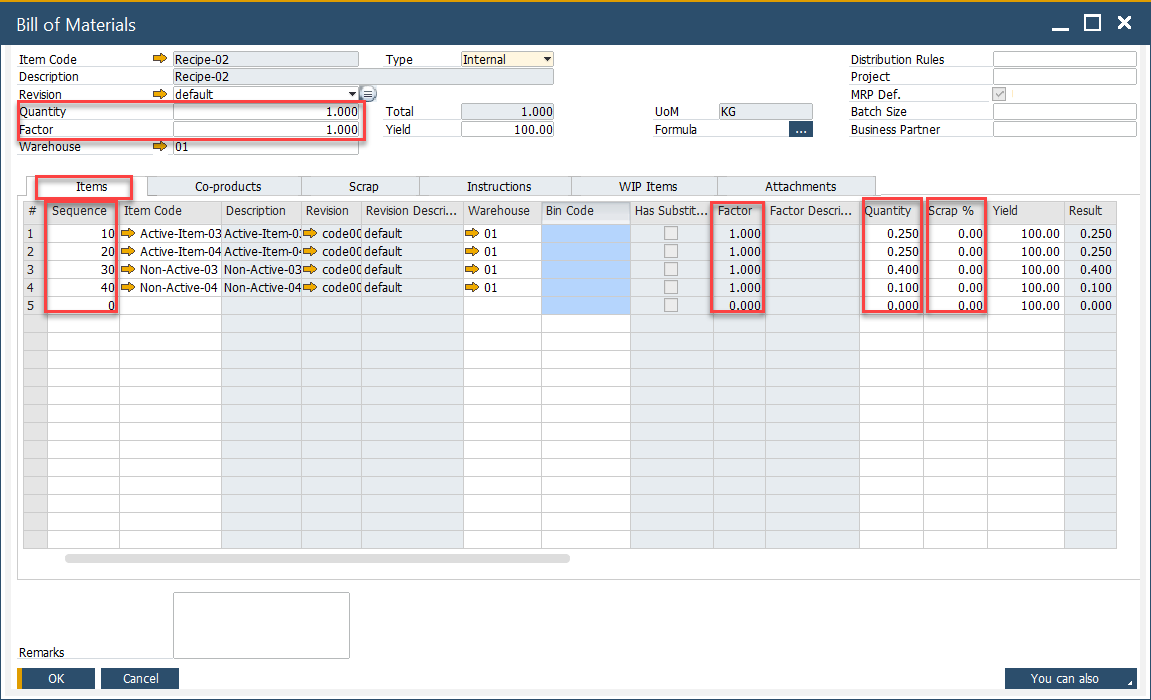 Bill of Materials
Item Code Recipe-02 Type Internal Distribution Rules
Description Recipe-02 Project
Revision default MRP Def.
Quantity 1.000 Total 1.000 UoM KG Batch Size
Factor 1.000 Yield 100.00 Formula ... Business Partner
Warehouse 01
Items Co-products Scrap Instructions WIP Items Attachments
# Sequence Item Code Description Revision Revision Descri... Warehouse Bin Code Has Substit... Factor Factor Descri... Quantity Scrap % Yield Result
1 10 Active-Item-03 Active-Item-03 code00 default 01 1.000 0.250 0.00 100.00 0.250
2 20 Active-Item-04 Active-Item-04 code00 default 01 1.000 0.250 0.00 100.00 0.250
3 30 Non-Active-03 Non-Active-03 code00 default 01 1.000 0.400 0.00 100.00 0.400
4 40 Non-Active-04 Non-Active-04 code00 default 01 1.000 0.100 0.00 100.00 0.100
5 0 0.000 0.000 0.00 100.00 0.000
Remarks
OK Cancel You can also